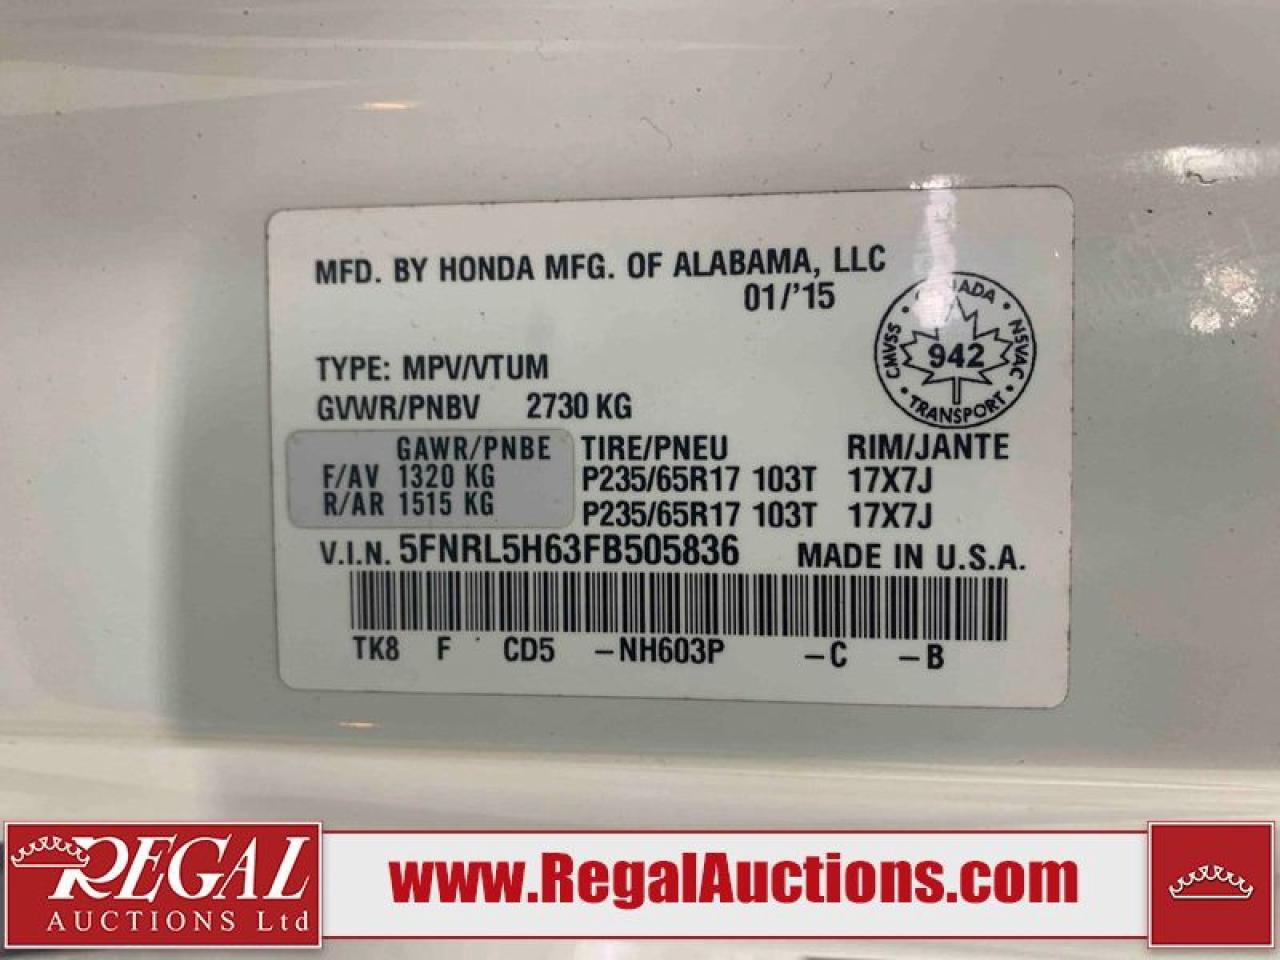 MFD. BY HONDA MFG. OF ALABAMA, LLC
01/'15
CANADA
CMVSS 942 NSVAC
TRANSPORT
TYPE: MPV/VTUM
GVWR/PNBV 2730 KG
GAWR/PNBE TIRE/PNEU RIM/JANTE
F/AV 1320 KG P235/65R17 103T 17X7J
R/AR 1515 KG P235/65R17 103T 17X7J
V.I.N. 5FNRL5H63FB505836 MADE IN U.S.A.
TK8 F CD5 –NH603P –C –B
REGAL
AUCTIONS Ltd
www.RegalAuctions.com